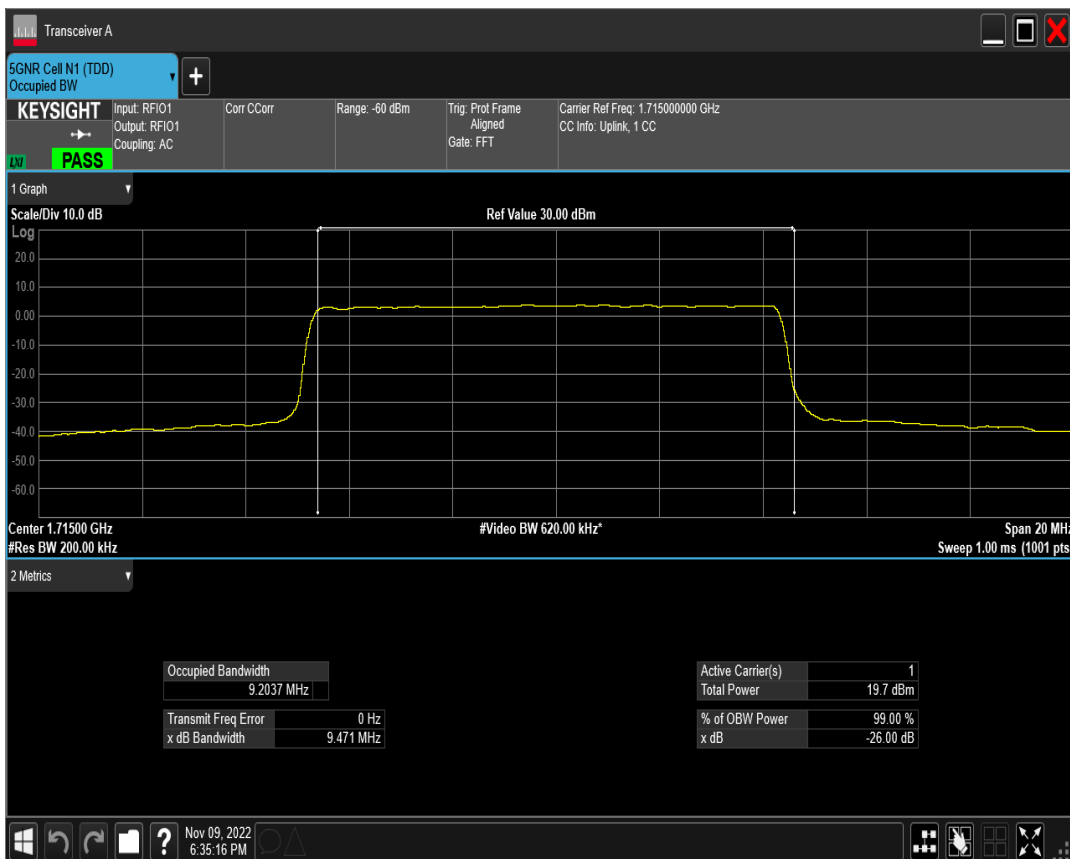 Transceiver A
5GNR Cell N1 (TDD)
Occupied BW
+
KEYSIGHT
LXI
PASS
Input: RFIO1
Output: RFIO1
Coupling: AC
Corr CCorr
Range: -60 dBm
Trig: Prot Frame
Aligned
Gate: FFT
Carrier Ref Freq: 1.715000000 GHz
CC Info: Uplink, 1 CC
1 Graph
Scale/Div 10.0 dB
Ref Value 30.00 dBm
Log
20.0
10.0
0.00
-10.0
-20.0
-30.0
-40.0
-50.0
-60.0
Center 1.71500 GHz
#Video BW 620.00 kHz*
Span 20 MHz
#Res BW 200.00 kHz
Sweep 1.00 ms (1001 pts
2 Metrics
Occupied Bandwidth
9.2037 MHz
Transmit Freq Error 0 Hz
x dB Bandwidth 9.471 MHz
Active Carrier(s) 1
Total Power 19.7 dBm
% of OBW Power 99.00 %
x dB -26.00 dB
?
Nov 09, 2022
6:35:16 PM